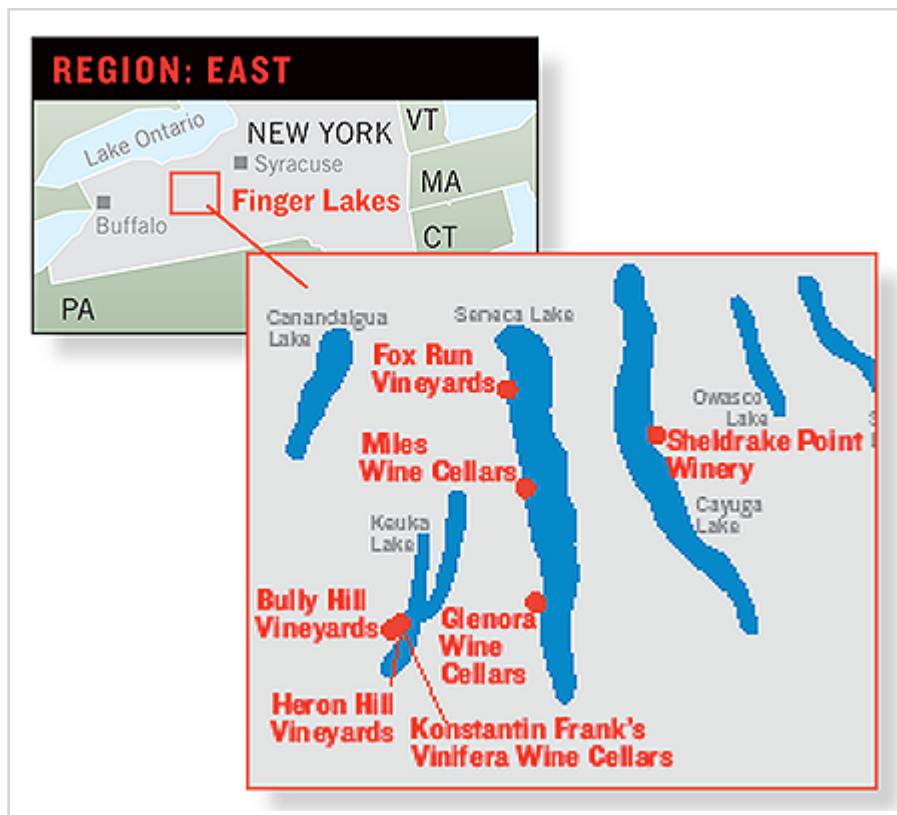 REGION: EAST
Lake Ontario
NEW YORK
VT
Syracuse
MA
Finger Lakes
Buffalo
CT
PA
Canandaigua
Lake
Seneca Lake
Fox Run
Vineyards
Owasco
Lake
Miles
Wine Cellars
Sheldrake Point
Winery
Keuka
Lake
Cayuga
Lake
Bully Hill
Vineyards
Glenora
Wine
Cellars
Heron Hill
Vineyards
Konstantin Frank's
Vinifera Wine Cellars